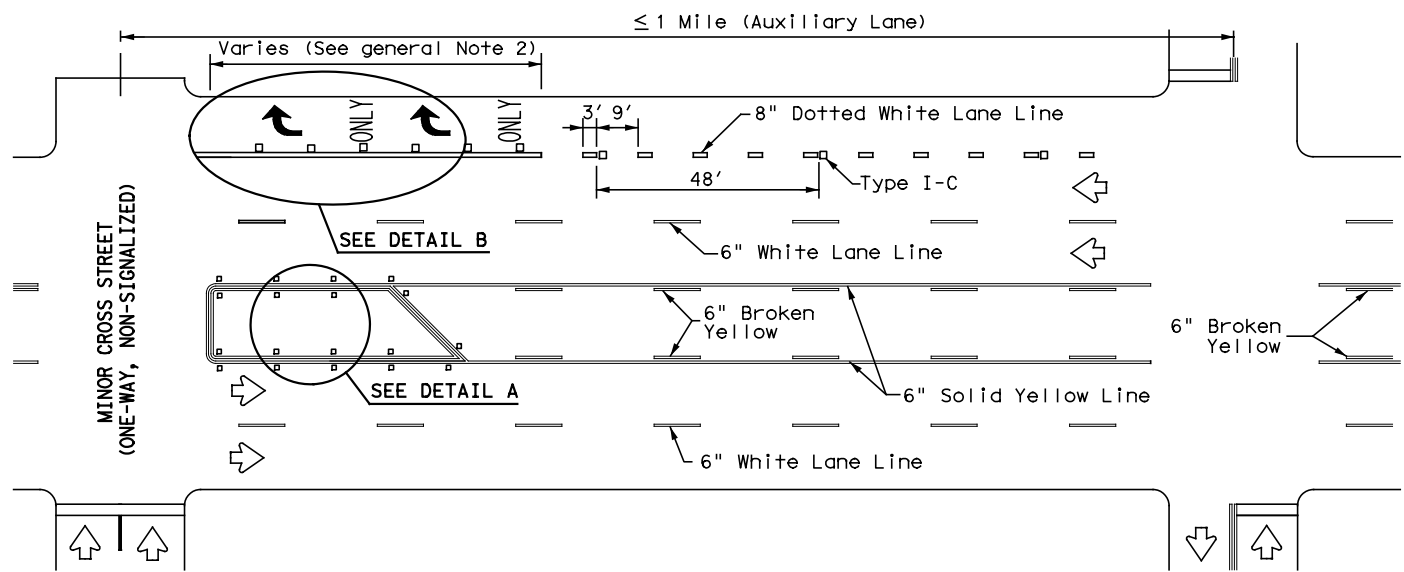 ≤ 1 Mile (Auxiliary Lane)
Varies (See general Note 2)
ONLY
ONLY
3' 9'
8" Dotted White Lane Line
48'
Type I-C
SEE DETAIL B
6" White Lane Line
MINOR CROSS STREET
(ONE-WAY, NON-SIGNALIZED)
6" Broken
Yellow
6" Broken
Yellow
SEE DETAIL A
6" Solid Yellow Line
6" White Lane Line